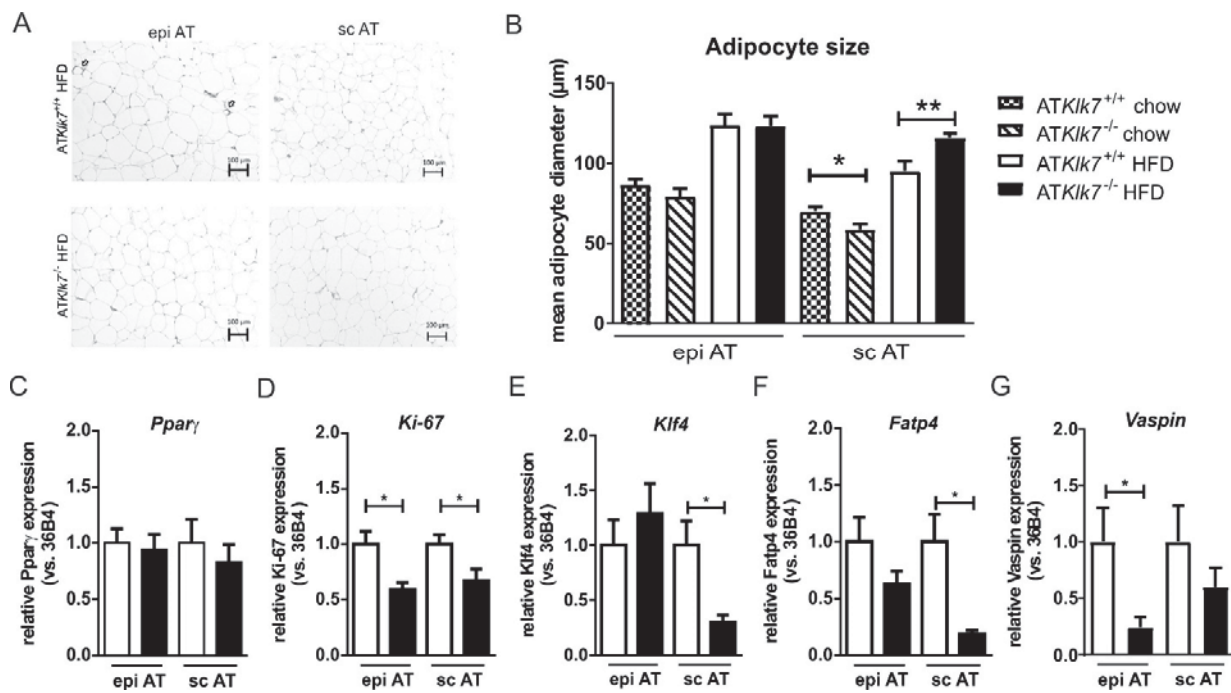 A
epi AT
sc AT
ATKlk7+/+ HFD
100 µm
100 µm
ATKlk7-/- HFD
100 µm
100 µm
B
Adipocyte size
mean adipocyte diameter (µm)
150
100
50
0
epi AT
sc AT
*
**
ATKlk7+/+ chow
ATKlk7-/- chow
ATKlk7+/+ HFD
ATKlk7-/- HFD
C
Pparγ
relative Pparγ expression
(vs. 36B4)
2.0
1.5
1.0
0.5
0.0
epi AT
sc AT
D
Ki-67
relative Ki-67 expression
(vs. 36B4)
2.0
1.5
1.0
0.5
0.0
*
*
epi AT
sc AT
E
Klf4
relative Klf4 expression
(vs. 36B4)
2.0
1.5
1.0
0.5
0.0
*
epi AT
sc AT
F
Fatp4
relative Fatp4 expression
(vs. 36B4)
2.0
1.5
1.0
0.5
0.0
*
epi AT
sc AT
G
Vaspin
relative Vaspin expression
(vs. 36B4)
2.0
1.5
1.0
0.5
0.0
*
epi AT
sc AT